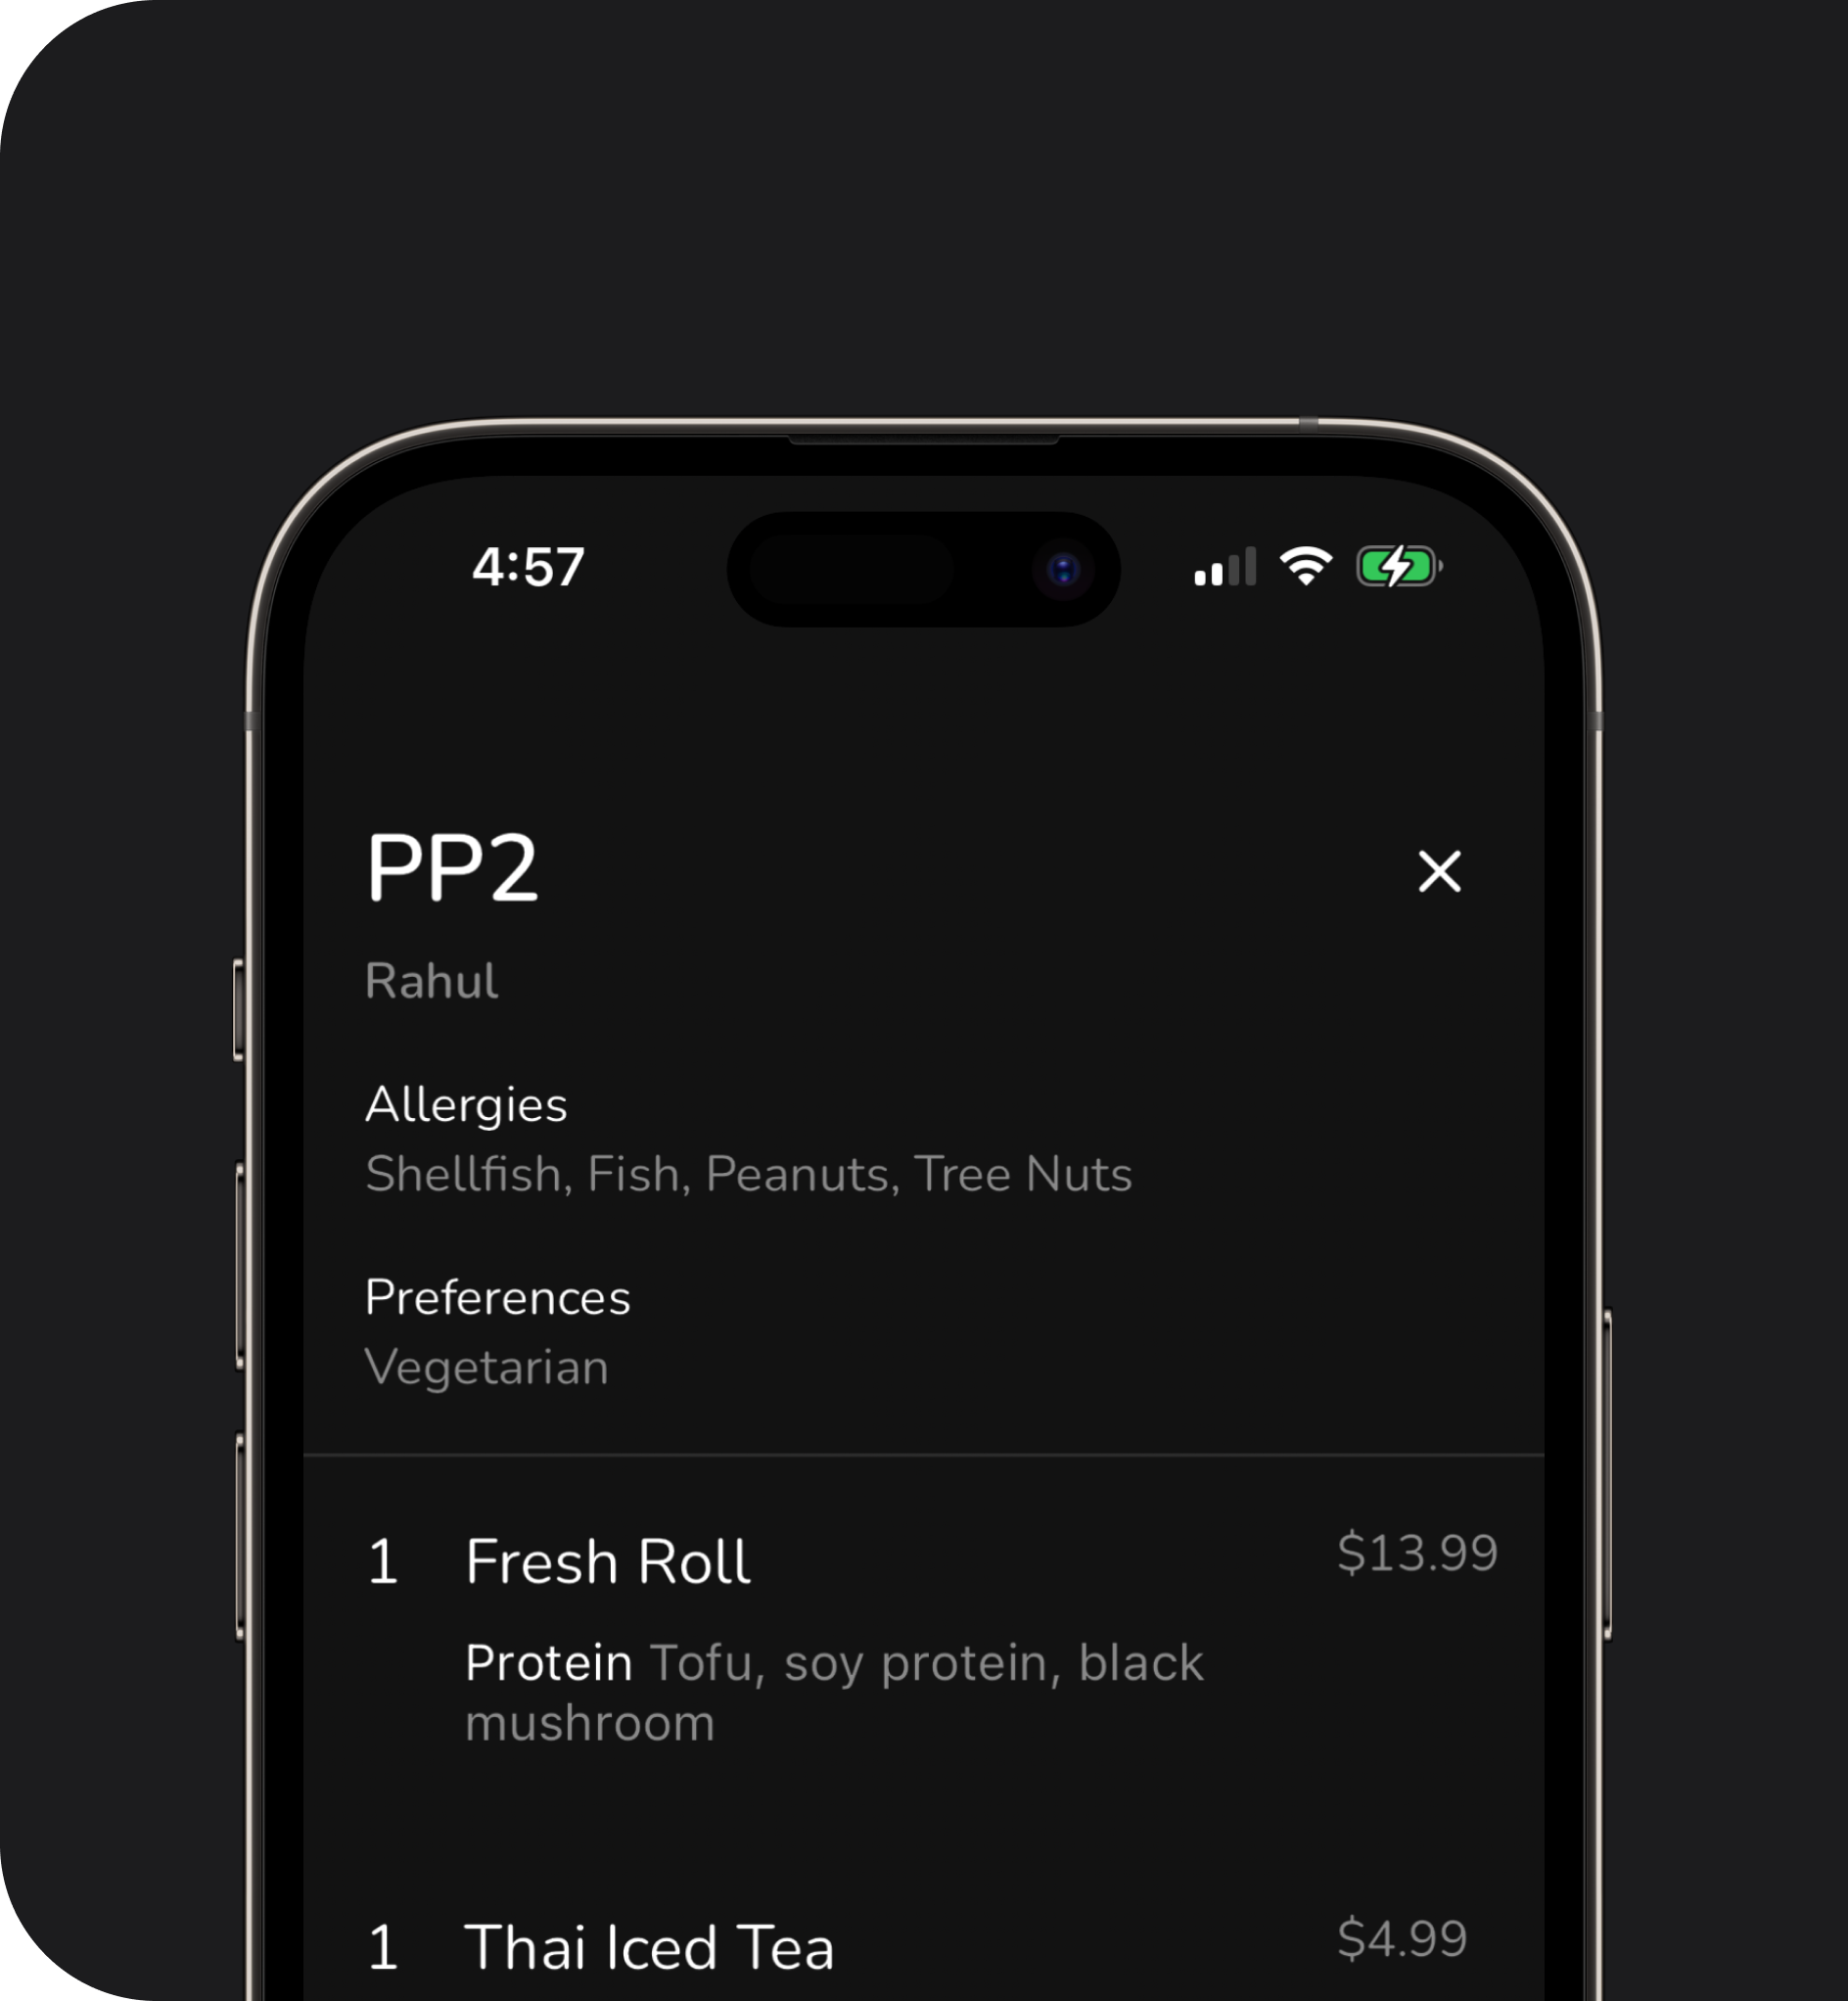 4:57
PP2
Rahul
Allergies
Shellfish, Fish, Peanuts, Tree Nuts
Preferences
Vegetarian
1 Fresh Roll $13.99
Protein Tofu, soy protein, black
mushroom
1 Thai Iced Tea $4.99